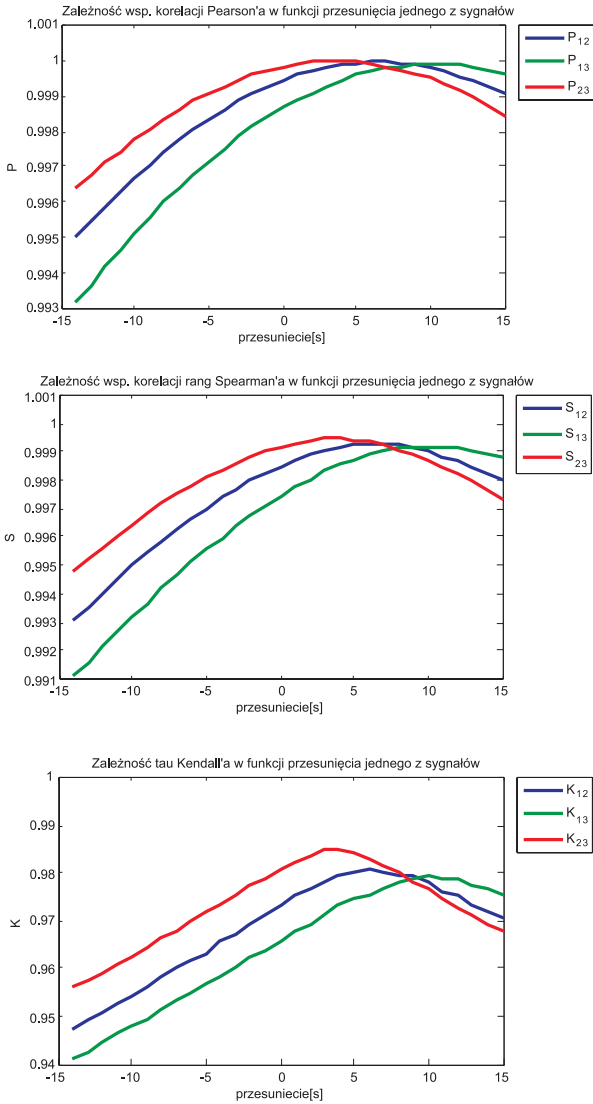 Zależność wsp. korelacji Pearson'a w funkcji przesunięcia jednego z sygnałów
1.001
1
0.999
0.998
0.997
0.996
0.995
0.994
0.993
P
-15 -10 -5 0 5 10 15
przesuniecie[s]
P12
P13
P23
Zależność wsp. korelacji rang Spearman'a w funkcji przesunięcia jednego z sygnałów
1.001
1
0.999
0.998
0.997
0.996
0.995
0.994
0.993
0.992
0.991
S
-15 -10 -5 0 5 10 15
przesuniecie[s]
S12
S13
S23
Zależność tau Kendall'a w funkcji przesunięcia jednego z sygnałów
1
0.99
0.98
0.97
0.96
0.95
0.94
K
-15 -10 -5 0 5 10 15
przesuniecie[s]
K12
K13
K23